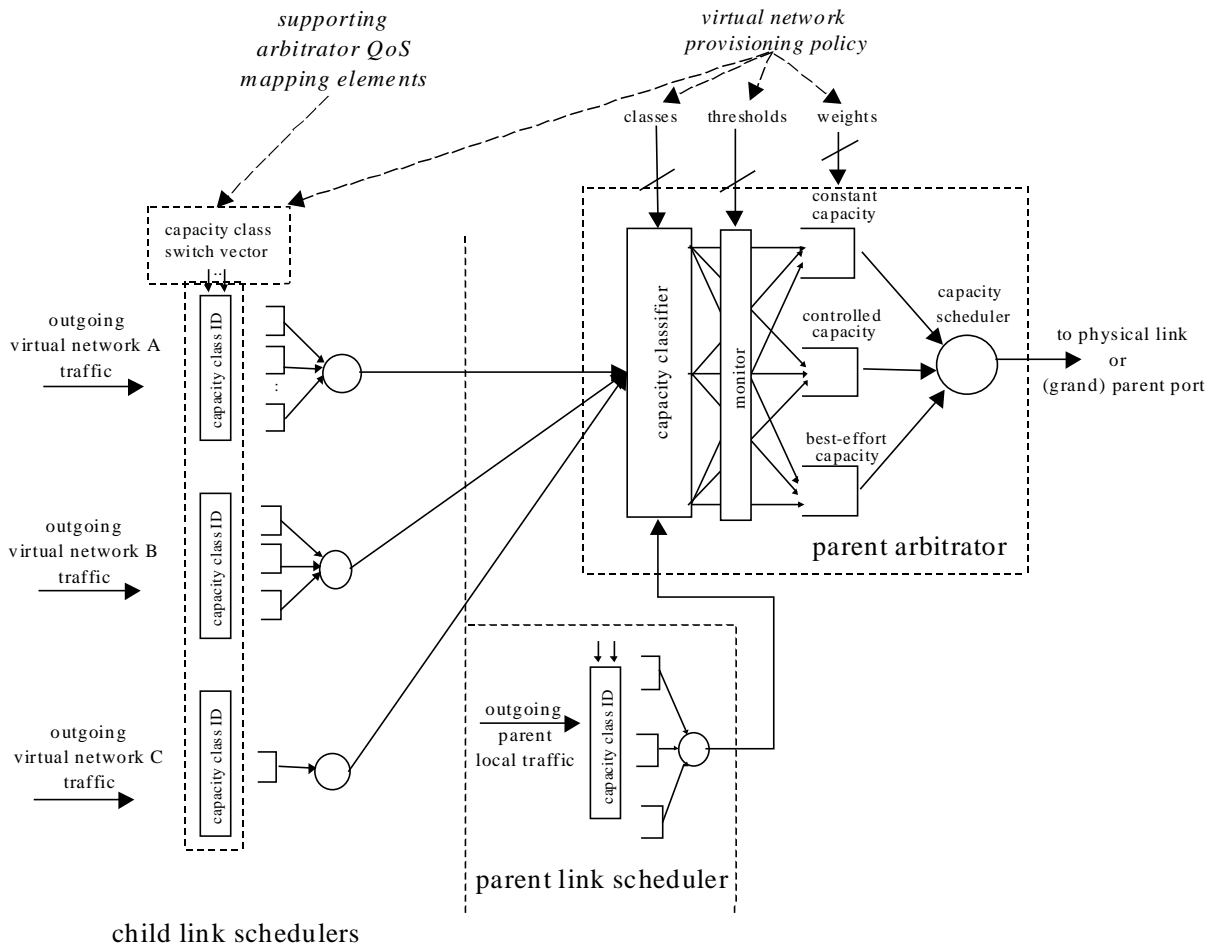 supporting
arbitrator QoS
mapping elements
virtual network
provisioning policy
classes
thresholds
weights
capacity class
switch vector
..
outgoing
virtual network A
traffic
capacity class ID
..
outgoing
virtual network B
traffic
capacity class ID
outgoing
virtual network C
traffic
capacity class ID
child link schedulers
outgoing
parent
local traffic
capacity class ID
parent link scheduler
capacity classifier
monitor
constant
capacity
controlled
capacity
best-effort
capacity
capacity
scheduler
parent arbitrator
to physical link
or
(grand) parent port